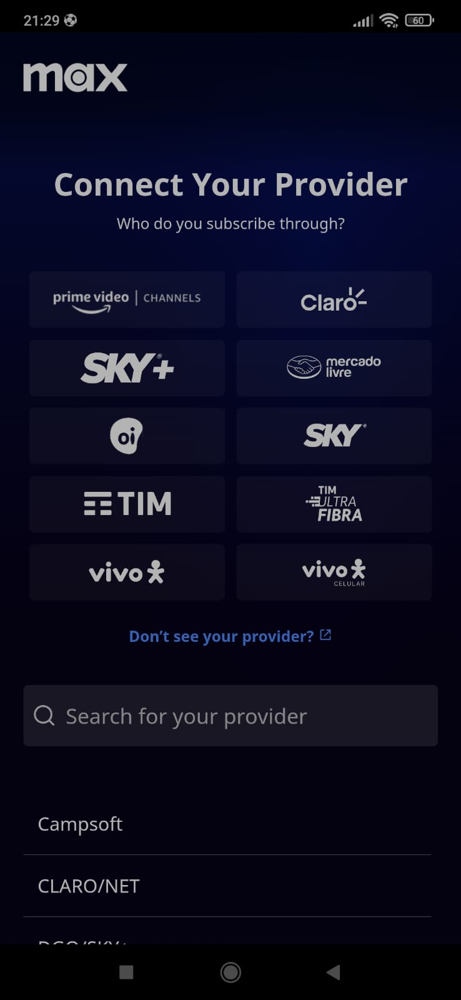 21:29
60
max
Connect Your Provider
Who do you subscribe through?
prime video | CHANNELS
Claro
SKY+
mercado
livre
oi
SKY
TIM
TIM
ULTRA
FIBRA
vivo
vivo
CELULAR
Don’t see your provider?
Search for your provider
Campsoft
CLARO/NET
DGO/SKY+